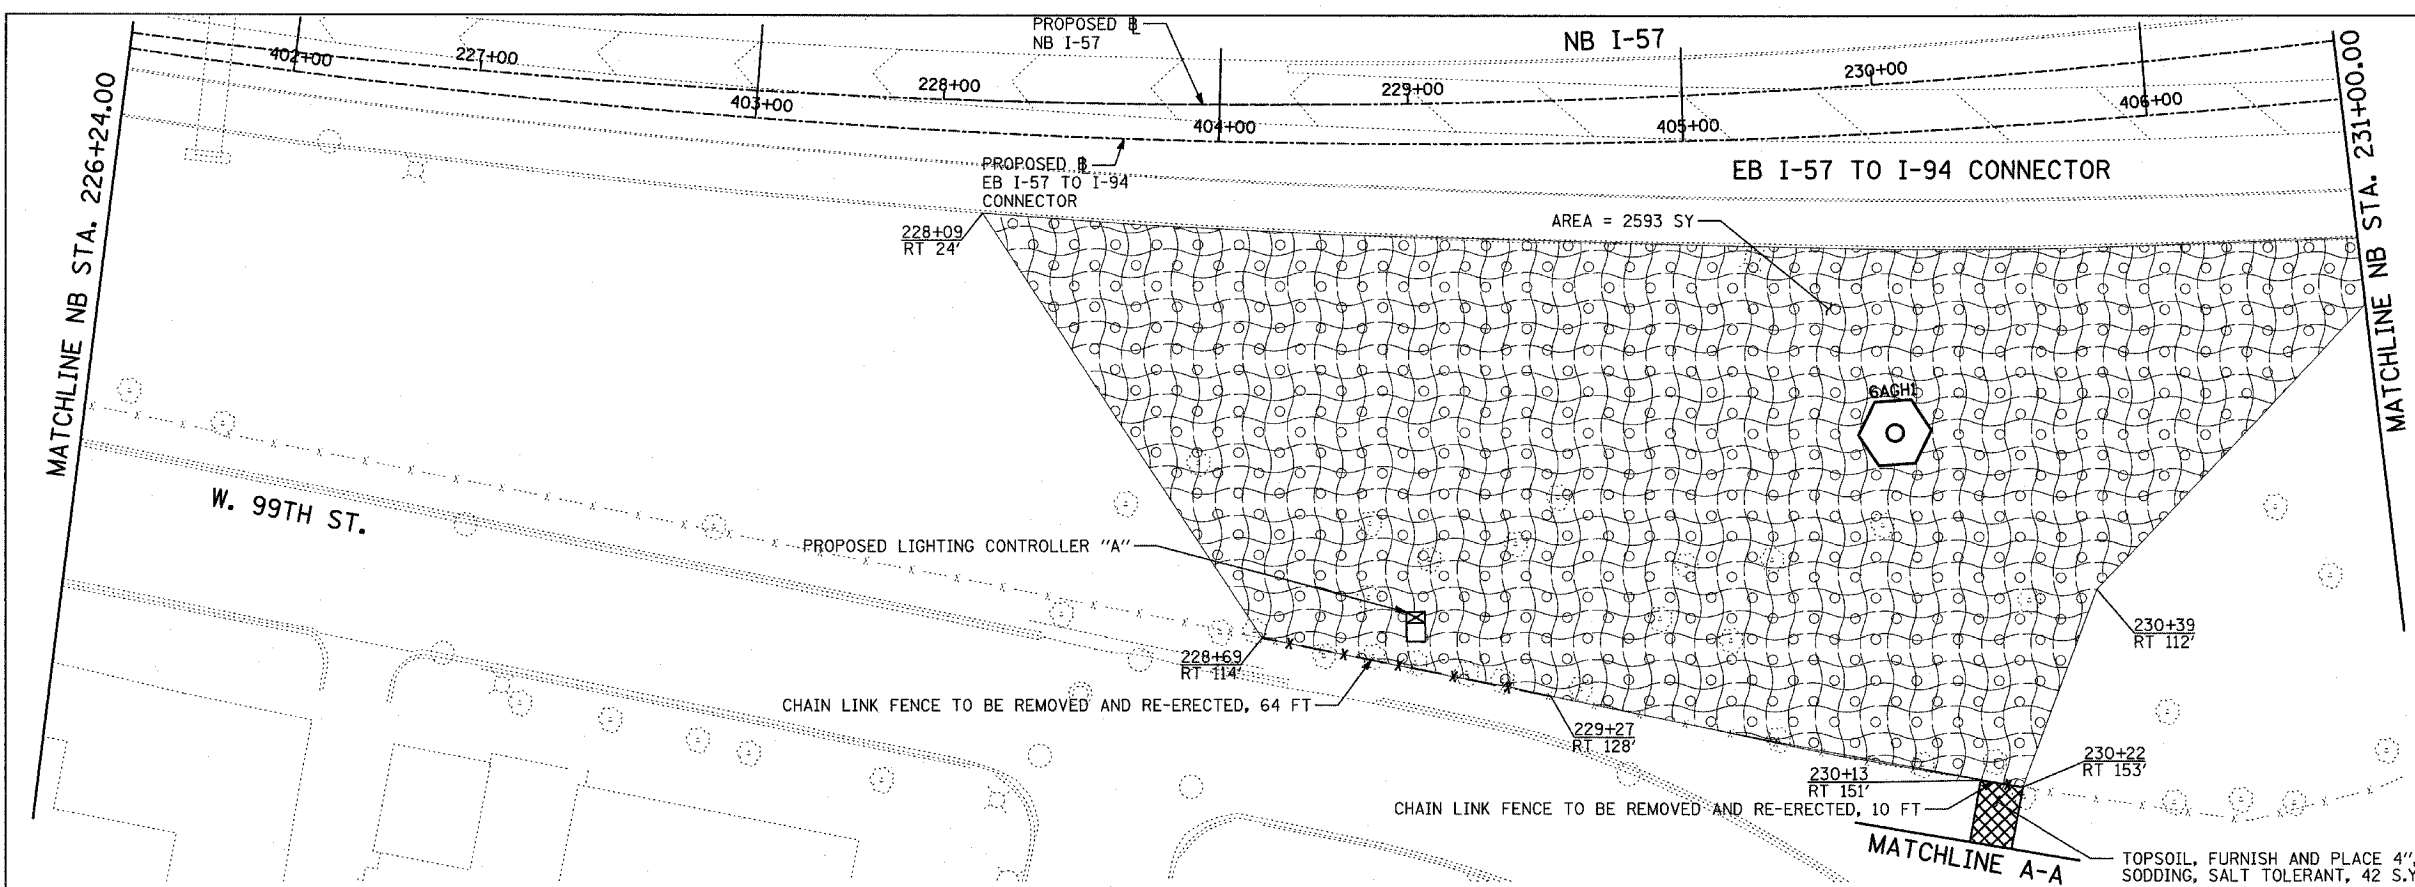 PROPOSED ℄
NB I-57
NB I-57
402+00
227+00
403+00
228+00
404+00
229+00
405+00
230+00
406+00
MATCHLINE NB STA. 226+24.00
MATCHLINE NB STA. 231+00.00
PROPOSED ℄
EB I-57 TO I-94
CONNECTOR
EB I-57 TO I-94 CONNECTOR
228+09
RT 24'
AREA = 2593 SY
6AGH1
W. 99TH ST.
PROPOSED LIGHTING CONTROLLER "A"
228+69
RT 114'
CHAIN LINK FENCE TO BE REMOVED AND RE-ERECTED, 64 FT
229+27
RT 128'
230+39
RT 112'
230+13
RT 151'
230+22
RT 153'
CHAIN LINK FENCE TO BE REMOVED AND RE-ERECTED, 10 FT
MATCHLINE A-A
TOPSOIL, FURNISH AND PLACE 4",
SODDING, SALT TOLERANT, 42 S.Y